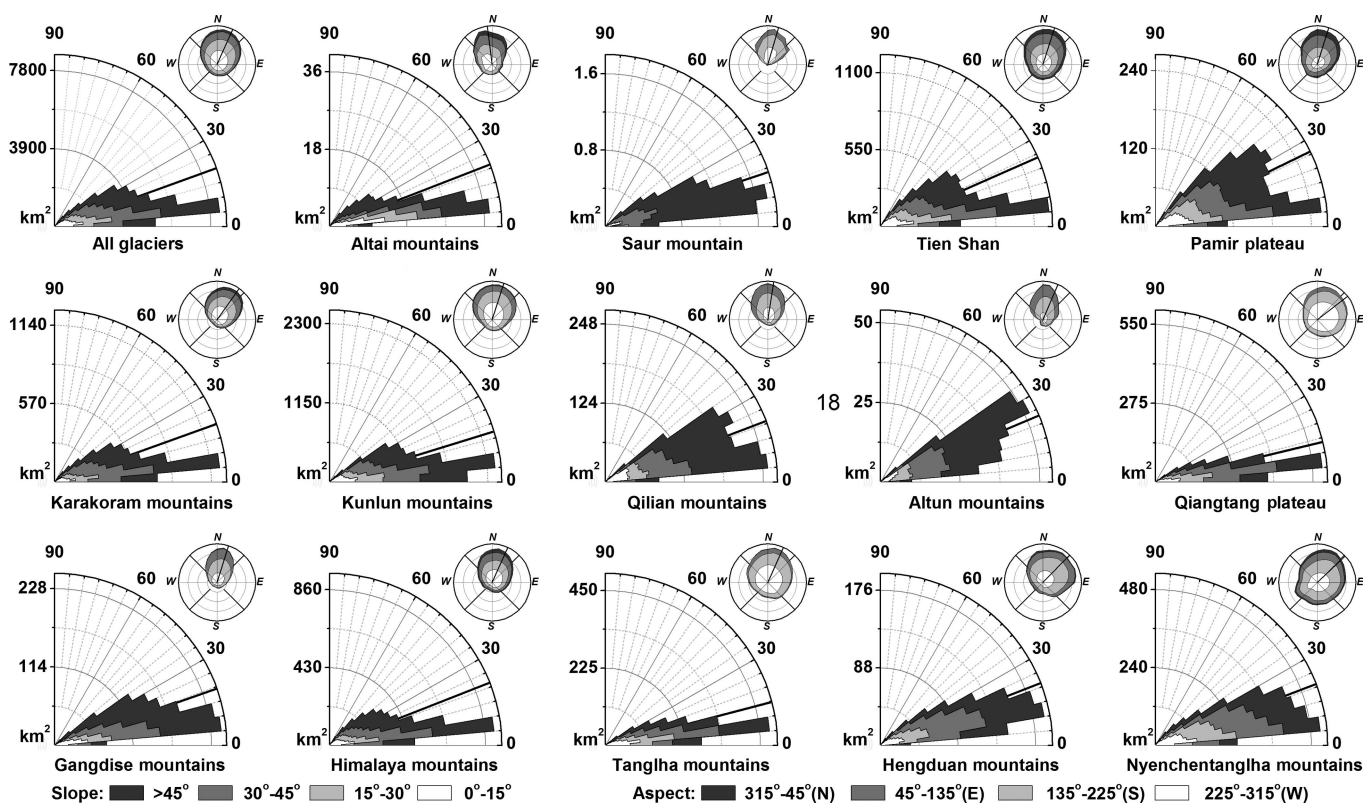 90
7800
3900
km²
60
30
0
N
W
E
S
All glaciers
90
36
18
km²
60
30
0
N
W
E
S
Altai mountains
90
1.6
0.8
km²
60
30
0
N
W
E
S
Saur mountain
90
1100
550
km²
60
30
0
N
W
E
S
Tien Shan
90
240
120
km²
60
30
0
N
W
E
S
Pamir plateau
90
1140
570
km²
60
30
0
N
W
E
S
Karakoram mountains
90
2300
1150
km²
60
30
0
N
W
E
S
Kunlun mountains
90
248
124
km²
60
30
0
N
W
E
S
Qilian mountains
18
90
50
25
km²
60
30
0
N
W
E
S
Altun mountains
90
550
275
km²
60
30
0
N
W
E
S
Qiangtang plateau
90
228
114
km²
60
30
0
N
W
E
S
Gangdise mountains
90
860
430
km²
60
30
0
N
W
E
S
Himalaya mountains
90
450
225
km²
60
30
0
N
W
E
S
Tanglha mountains
90
176
88
km²
60
30
0
N
W
E
S
Hengduan mountains
90
480
240
km²
60
30
0
N
W
E
S
Nyenchentanglha mountains
Slope: >45° 30°-45° 15°-30° 0°-15° Aspect: 315°-45°(N) 45°-135°(E) 135°-225°(S) 225°-315°(W)